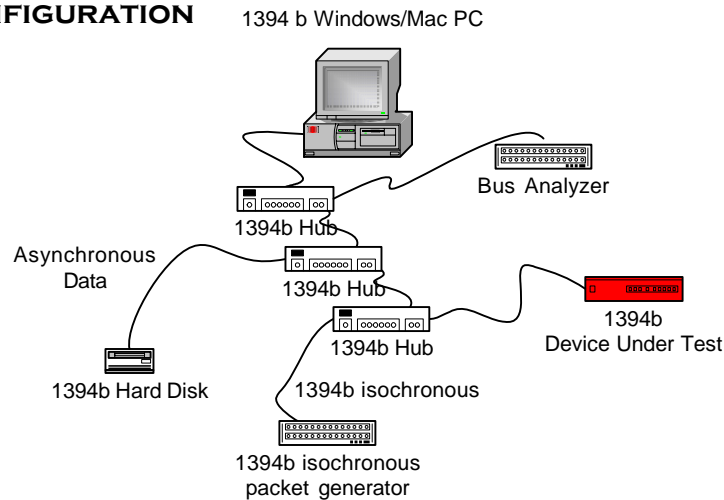 1394 b Windows/Mac PC
Bus Analyzer
1394b Hub
Asynchronous
Data
1394b Hub
1394b Hub
1394b
Device Under Test
1394b Hard Disk
1394b isochronous
1394b isochronous
packet generator